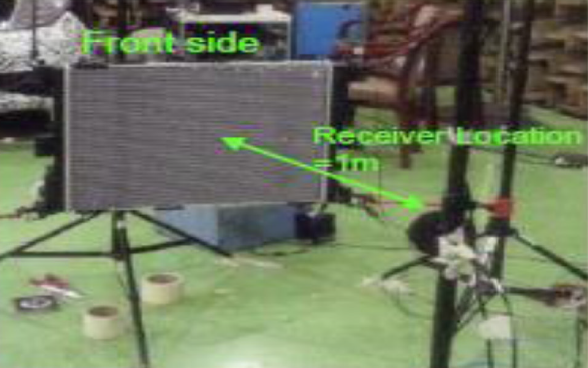 Front side
Receiver Location
=1m